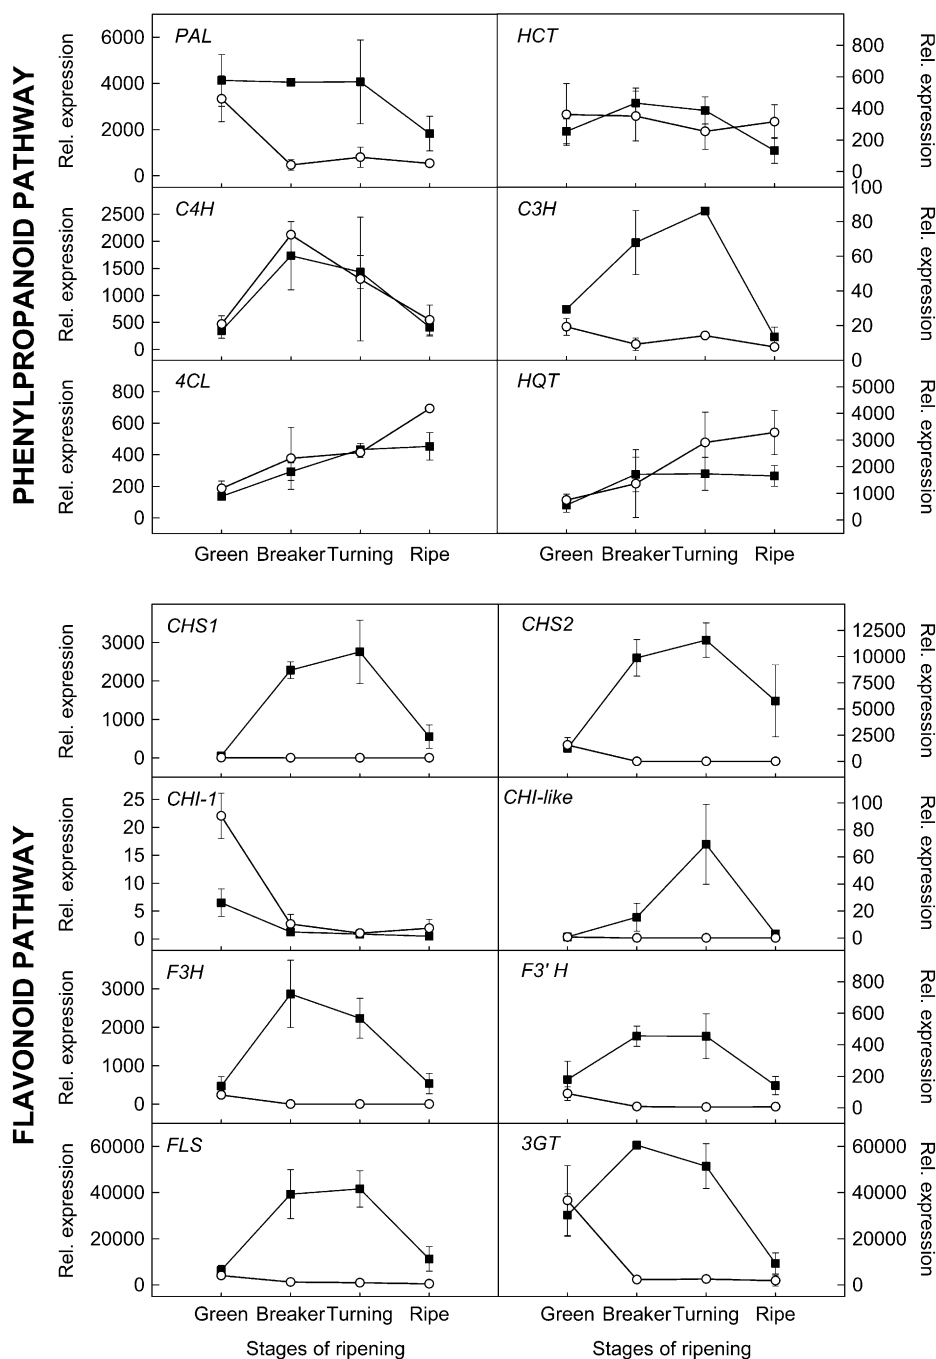 PHENYLPROPANOID PATHWAY
PAL
Rel. expression
6000
4000
2000
0
HCT
Rel. expression
800
600
400
200
0
C4H
Rel. expression
2500
2000
1500
1000
500
0
C3H
Rel. expression
100
80
60
40
20
0
4CL
Rel. expression
800
600
400
200
0
HQT
Rel. expression
5000
4000
3000
2000
1000
0
Green Breaker Turning Ripe
Green Breaker Turning Ripe
FLAVONOID PATHWAY
CHS1
Rel. expression
3000
2000
1000
0
CHS2
Rel. expression
12500
10000
7500
5000
2500
0
CHI-1
Rel. expression
25
20
15
10
5
0
CHI-like
Rel. expression
100
80
60
40
20
0
F3H
Rel. expression
3000
2000
1000
0
F3' H
Rel. expression
800
600
400
200
0
FLS
Rel. expression
60000
40000
20000
0
3GT
Rel. expression
60000
40000
20000
0
Green Breaker Turning Ripe
Green Breaker Turning Ripe
Stages of ripening
Stages of ripening